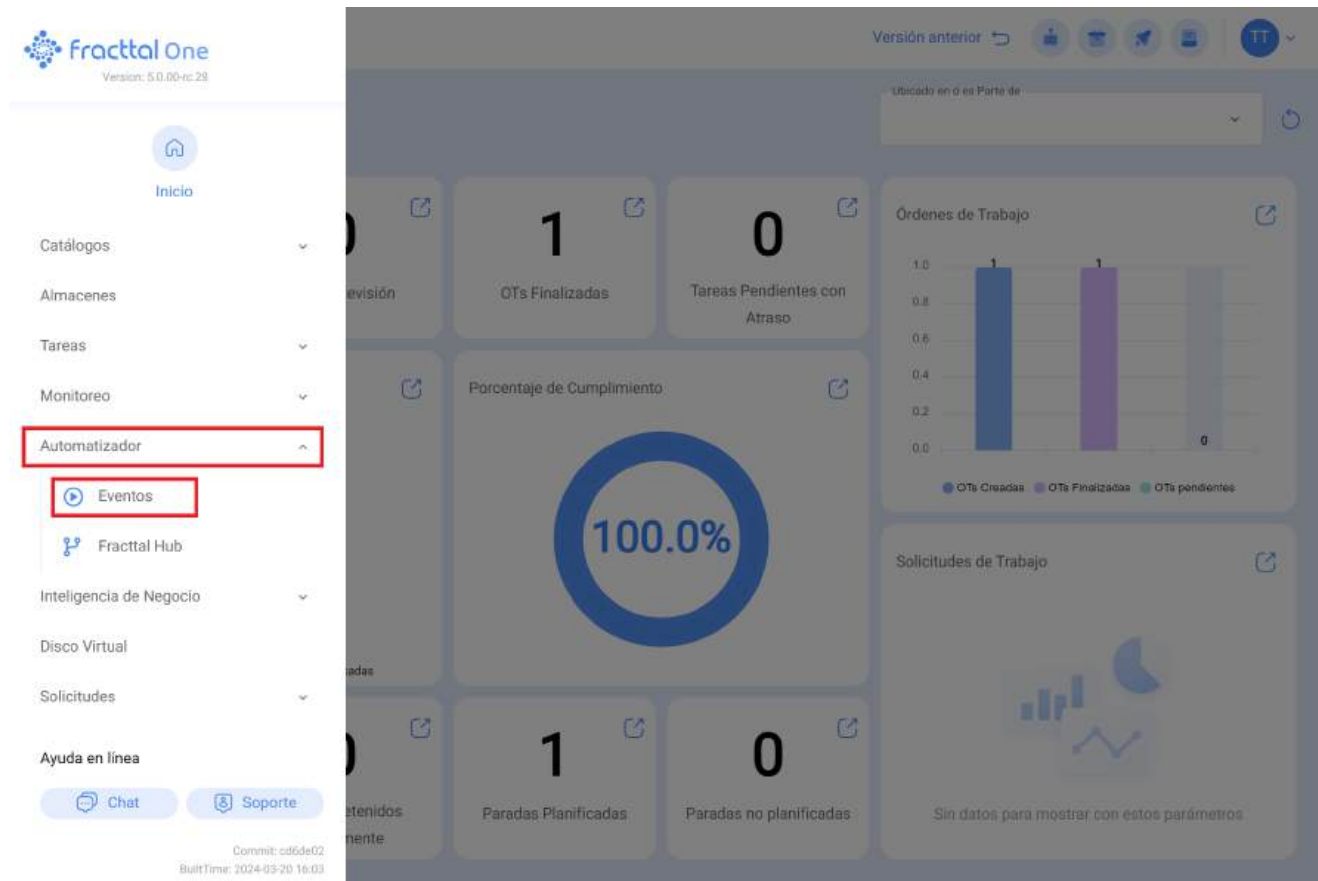 Fracttal One
Version: 5.0.00-rc.28
Inicio
Catálogos
Almacenes
Tareas
Monitoreo
Automatizador
Eventos
Fracttal Hub
Inteligencia de Negocio
Disco Virtual
Solicitudes
Ayuda en línea
Chat
Soporte
Commit: cd6de02
BuiltTime: 2024-03-20 16:03
Versión anterior
TT
Ubicado en ó es Parte de
evisión
1
OTs Finalizadas
0
Tareas Pendientes con
Atraso
Órdenes de Trabajo
1.0
0.8
0.6
0.4
0.2
0.0
1
1
0
OTs Creadas
OTs Finalizadas
OTs pendientes
adas
Porcentaje de Cumplimiento
100.0%
Solicitudes de Trabajo
Sin datos para mostrar con estos parámetros
etenidos
mente
1
Paradas Planificadas
0
Paradas no planificadas